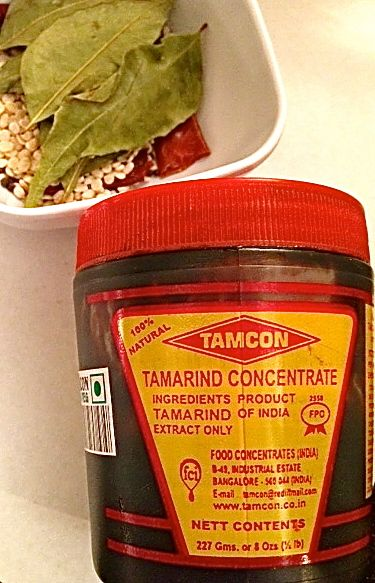 100%
NATURAL
TAMCON
TAMARIND CONCENTRATE
INGREDIENTS PRODUCT
TAMARIND OF INDIA
EXTRACT ONLY
2558
FPO
FOOD CONCENTRATES (INDIA)
B-49, INDUSTRIAL ESTATE
BANGALORE - 560 044 (INDIA)
E-mail . tamcon@rediffmail.com
www.tamcon.co.in
fci
NETT CONTENTS
227 Gms. or 8 Ozs (½ lb)